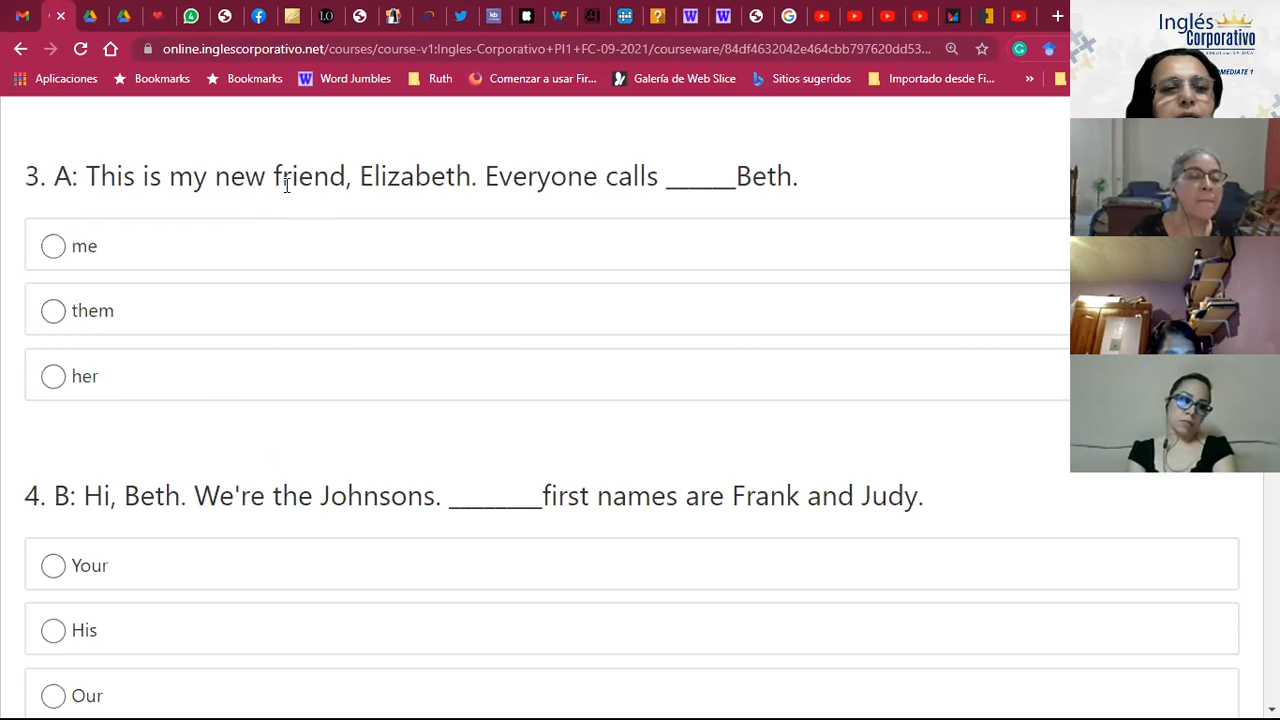 online.inglescorporativo.net/courses/course-v1:Ingles-Corporativo+PI1+FC-09-2021/courseware/84df4632042e464cbb797620dd53...
Aplicaciones Bookmarks Bookmarks Word Jumbles Ruth Comenzar a usar Fir... Galería de Web Slice Sitios sugeridos Importado desde Fi... »
Inglés
Corporativo
3. A: This is my new friend, Elizabeth. Everyone calls ______Beth.
me
them
her
4. B: Hi, Beth. We're the Johnsons. ________first names are Frank and Judy.
Your
His
Our